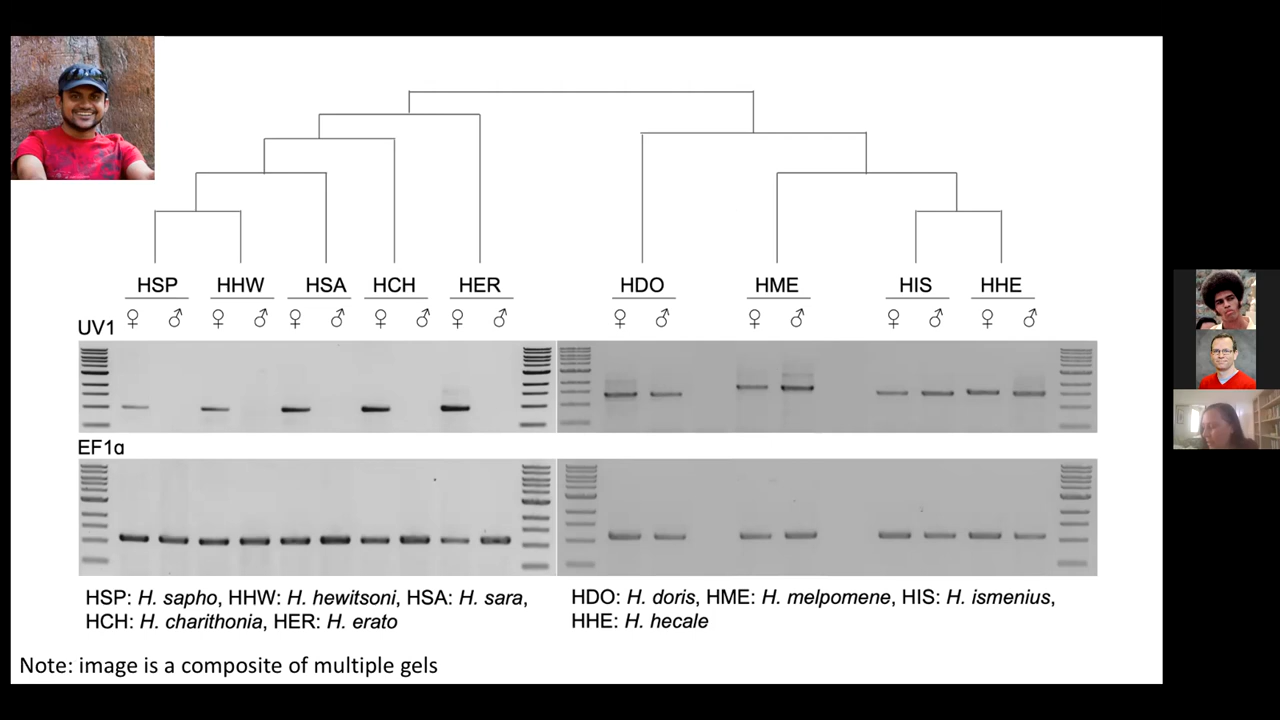 HSP HHW HSA HCH HER HDO HME HIS HHE
♀ ♂ ♀ ♂ ♀ ♂ ♀ ♂ ♀ ♂ ♀ ♂ ♀ ♂ ♀ ♂ ♀ ♂
UV1
EF1α
HSP: H. sapho, HHW: H. hewitsoni, HSA: H. sara,
HCH: H. charithonia, HER: H. erato
HDO: H. doris, HME: H. melpomene, HIS: H. ismenius,
HHE: H. hecale
Note: image is a composite of multiple gels